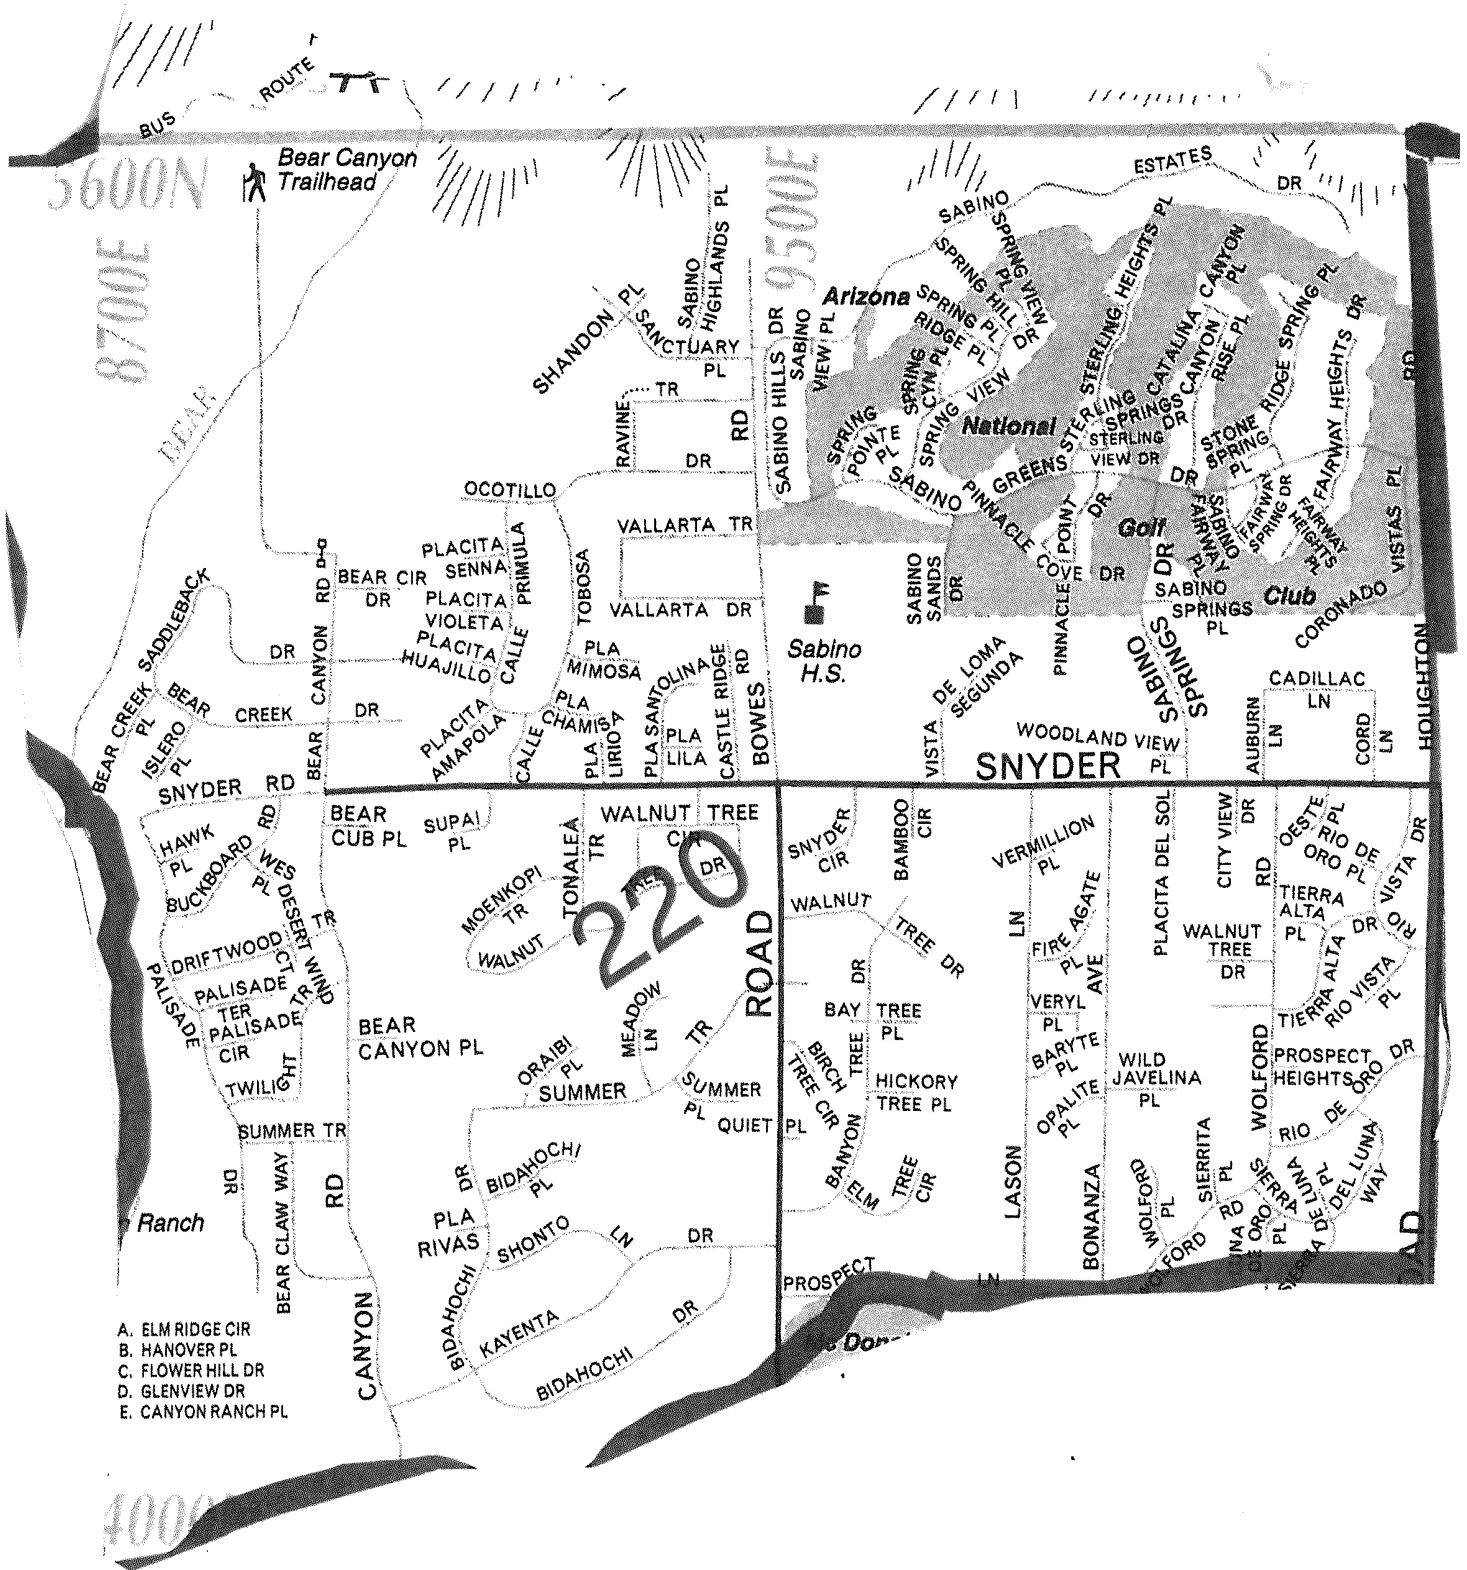 BUS ROUTE
5600N
8700E
9500E
Bear Canyon
Trailhead
BEAR
SABINO
ESTATES
DR
SABINO
HIGHLANDS PL
SHANDON PL
SANCTUARY
PL
RAVINE
TR
DR
RD
SABINO HILLS DR
SABINO
VIEW PL
Arizona
National
Golf
Club
SPRING VIEW
PL
SPRING HILL
DR
SPRING
RIDGE PL
PL
SPRING
CYN PL
SPRING VIEW
SPRING
POINTE
PL
SABINO
STERLING HEIGHTS PL
CATALINA CANYON
PL
CANYON
RISE PL
STERLING
SPRINGS
DR
STERLING
VIEW DR
GREENS
DR
STONE
SPRING
PL
RIDGE SPRING PL
FAIRWAY HEIGHTS DR
FAIRWAY
SPRING DR
FAIRWAY
HEIGHTS
PL
SABINO
FAIRWAY
PL
PINNACLE
COVE DR
PINNACLE POINT
DR
CORONADO
VISTAS PL
RD
SABINO
SANDS
DR
SABINO
SPRINGS
PL
SABINO
SPRINGS DR
OCOTILLO
VALLARTA TR
VALLARTA DR
PLACITA
SENNA
PLACITA
VIOLETA
PLACITA
HUAJILLO
CALLE PRIMULA
TOBOSA
PLA
MIMOSA
PLA
CHAMISA
PLACITA
AMAPOLA
CALLE
PLA
LIRIO
PLA SANTOLINA
PLA
LILA
CASTLE RIDGE
RD
BOWES
Sabino
H.S.
BEAR CIR
DR
SADDLEBACK
DR
BEAR CREEK
PL
BEAR CREEK DR
ISLERO
PL
BEAR CANYON RD
SNYDER RD
VISTA DE LOMA
SEGUNDA
WOODLAND VIEW
PL
SNYDER
AUBURN
LN
CADILLAC
LN
CORD
LN
HOUGHTON
HAWK
PL
BUCKBOARD RD
WES
PL
BEAR
CUB PL
SUPAI
PL
TONALEA
TR
WALNUT TREE
CIR
WALNUT TREE DR
MOENKOPI
TR
220
ROAD
SNYDER
CIR
BAMBOO
CIR
WALNUT TREE DR
VERMILLION
PL
PLACITA DEL SOL
CITY VIEW
DR
RD
OESTE
PL
RIO DE
ORO PL
RIO VISTA DR
FIRE AGATE
PL
LN
AVE
WALNUT
TREE
DR
TIERRA
ALTA
PL
TIERRA ALTA DR
RIO VISTA
PL
DRIFTWOOD TR
DESERT WIND
CT
TR
PALISADE
TER
PALISADE
CIR
PALISADE
TWILIGHT
BEAR
CANYON PL
ORAIBI
PL
MEADOW
LN
SUMMER TR
SUMMER
PL
QUIET PL
BAY TREE
PL
BIRCH
TREE CIR
HICKORY
TREE PL
BANYON TREE DR
ELM TREE
CIR
VERYL
PL
BARYTE
PL
OPALITE
PL
WILD
JAVELINA
PL
LASON
BONANZA
WOLFORD
PROSPECT
HEIGHTS
RIO DE ORO DR
SUMMER TR
DR
BEAR CLAW WAY
RD
CANYON
Ranch
DR
BIDAHOCHI
PL
PLA
RIVAS
SHONTO LN
DR
BIDAHOCHI
KAYENTA
BIDAHOCHI DR
PROSPECT LN
WOLFORD
PL
SIERRITA
PL
WOLFORD RD
SIERRA
DE LUNA
PL
DEL LUNA
WAY
DE ORO
PL
SIERRA
A. ELM RIDGE CIR
B. HANOVER PL
C. FLOWER HILL DR
D. GLENVIEW DR
E. CANYON RANCH PL